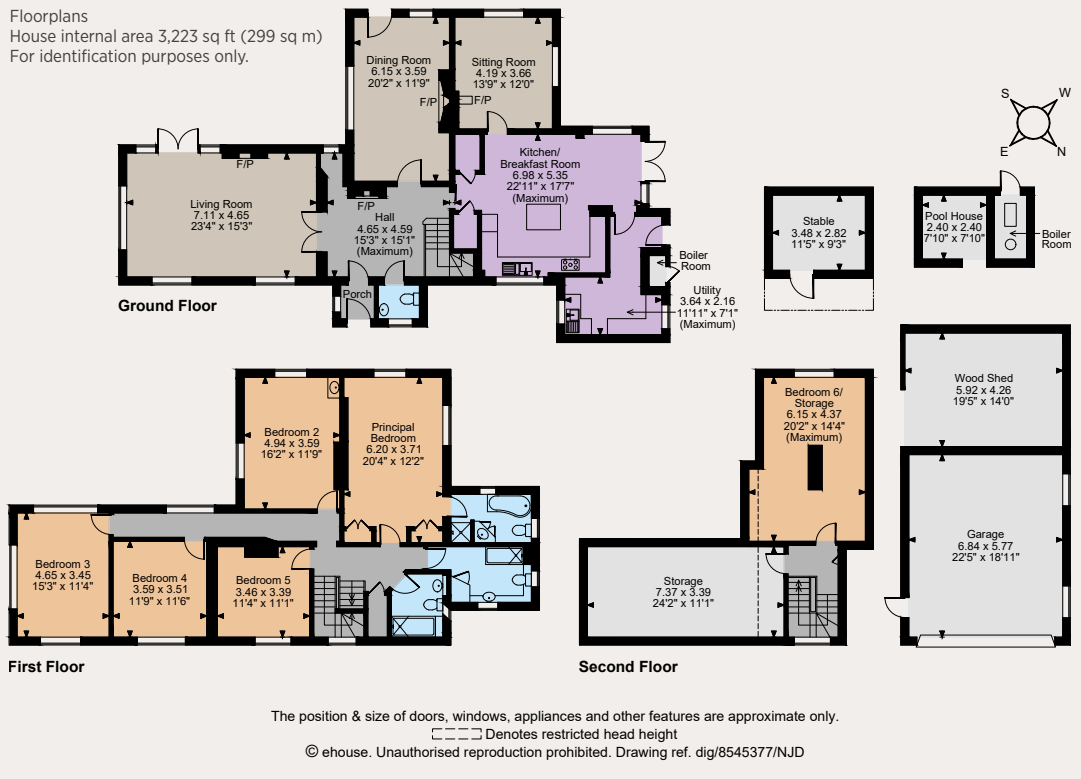 Floorplans
House internal area 3,223 sq ft (299 sq m)
For identification purposes only.
Dining Room
6.15 x 3.59
20'2" x 11'9"
F/P
Sitting Room
4.19 x 3.66
13'9" x 12'0"
F/P
S
W
E
N
Kitchen/
Breakfast Room
6.98 x 5.35
22'11" x 17'7"
(Maximum)
F/P
Living Room
7.11 x 4.65
23'4" x 15'3"
F/P
Hall
4.65 x 4.59
15'3" x 15'1"
(Maximum)
Porch
Boiler
Room
Utility
3.64 x 2.16
11'11" x 7'1"
(Maximum)
Stable
3.48 x 2.82
11'5" x 9'3"
Pool House
2.40 x 2.40
7'10" x 7'10"
Boiler
Room
Ground Floor
Bedroom 2
4.94 x 3.59
16'2" x 11'9"
Principal
Bedroom
6.20 x 3.71
20'4" x 12'2"
Bedroom 3
4.65 x 3.45
15'3" x 11'4"
Bedroom 4
3.59 x 3.51
11'9" x 11'6"
Bedroom 5
3.46 x 3.39
11'4" x 11'1"
First Floor
Bedroom 6/
Storage
6.15 x 4.37
20'2" x 14'4"
(Maximum)
Storage
7.37 x 3.39
24'2" x 11'1"
Second Floor
Wood Shed
5.92 x 4.26
19'5" x 14'0"
Garage
6.84 x 5.77
22'5" x 18'11"
The position & size of doors, windows, appliances and other features are approximate only.
Denotes restricted head height
© ehouse. Unauthorised reproduction prohibited. Drawing ref. dig/8545377/NJD